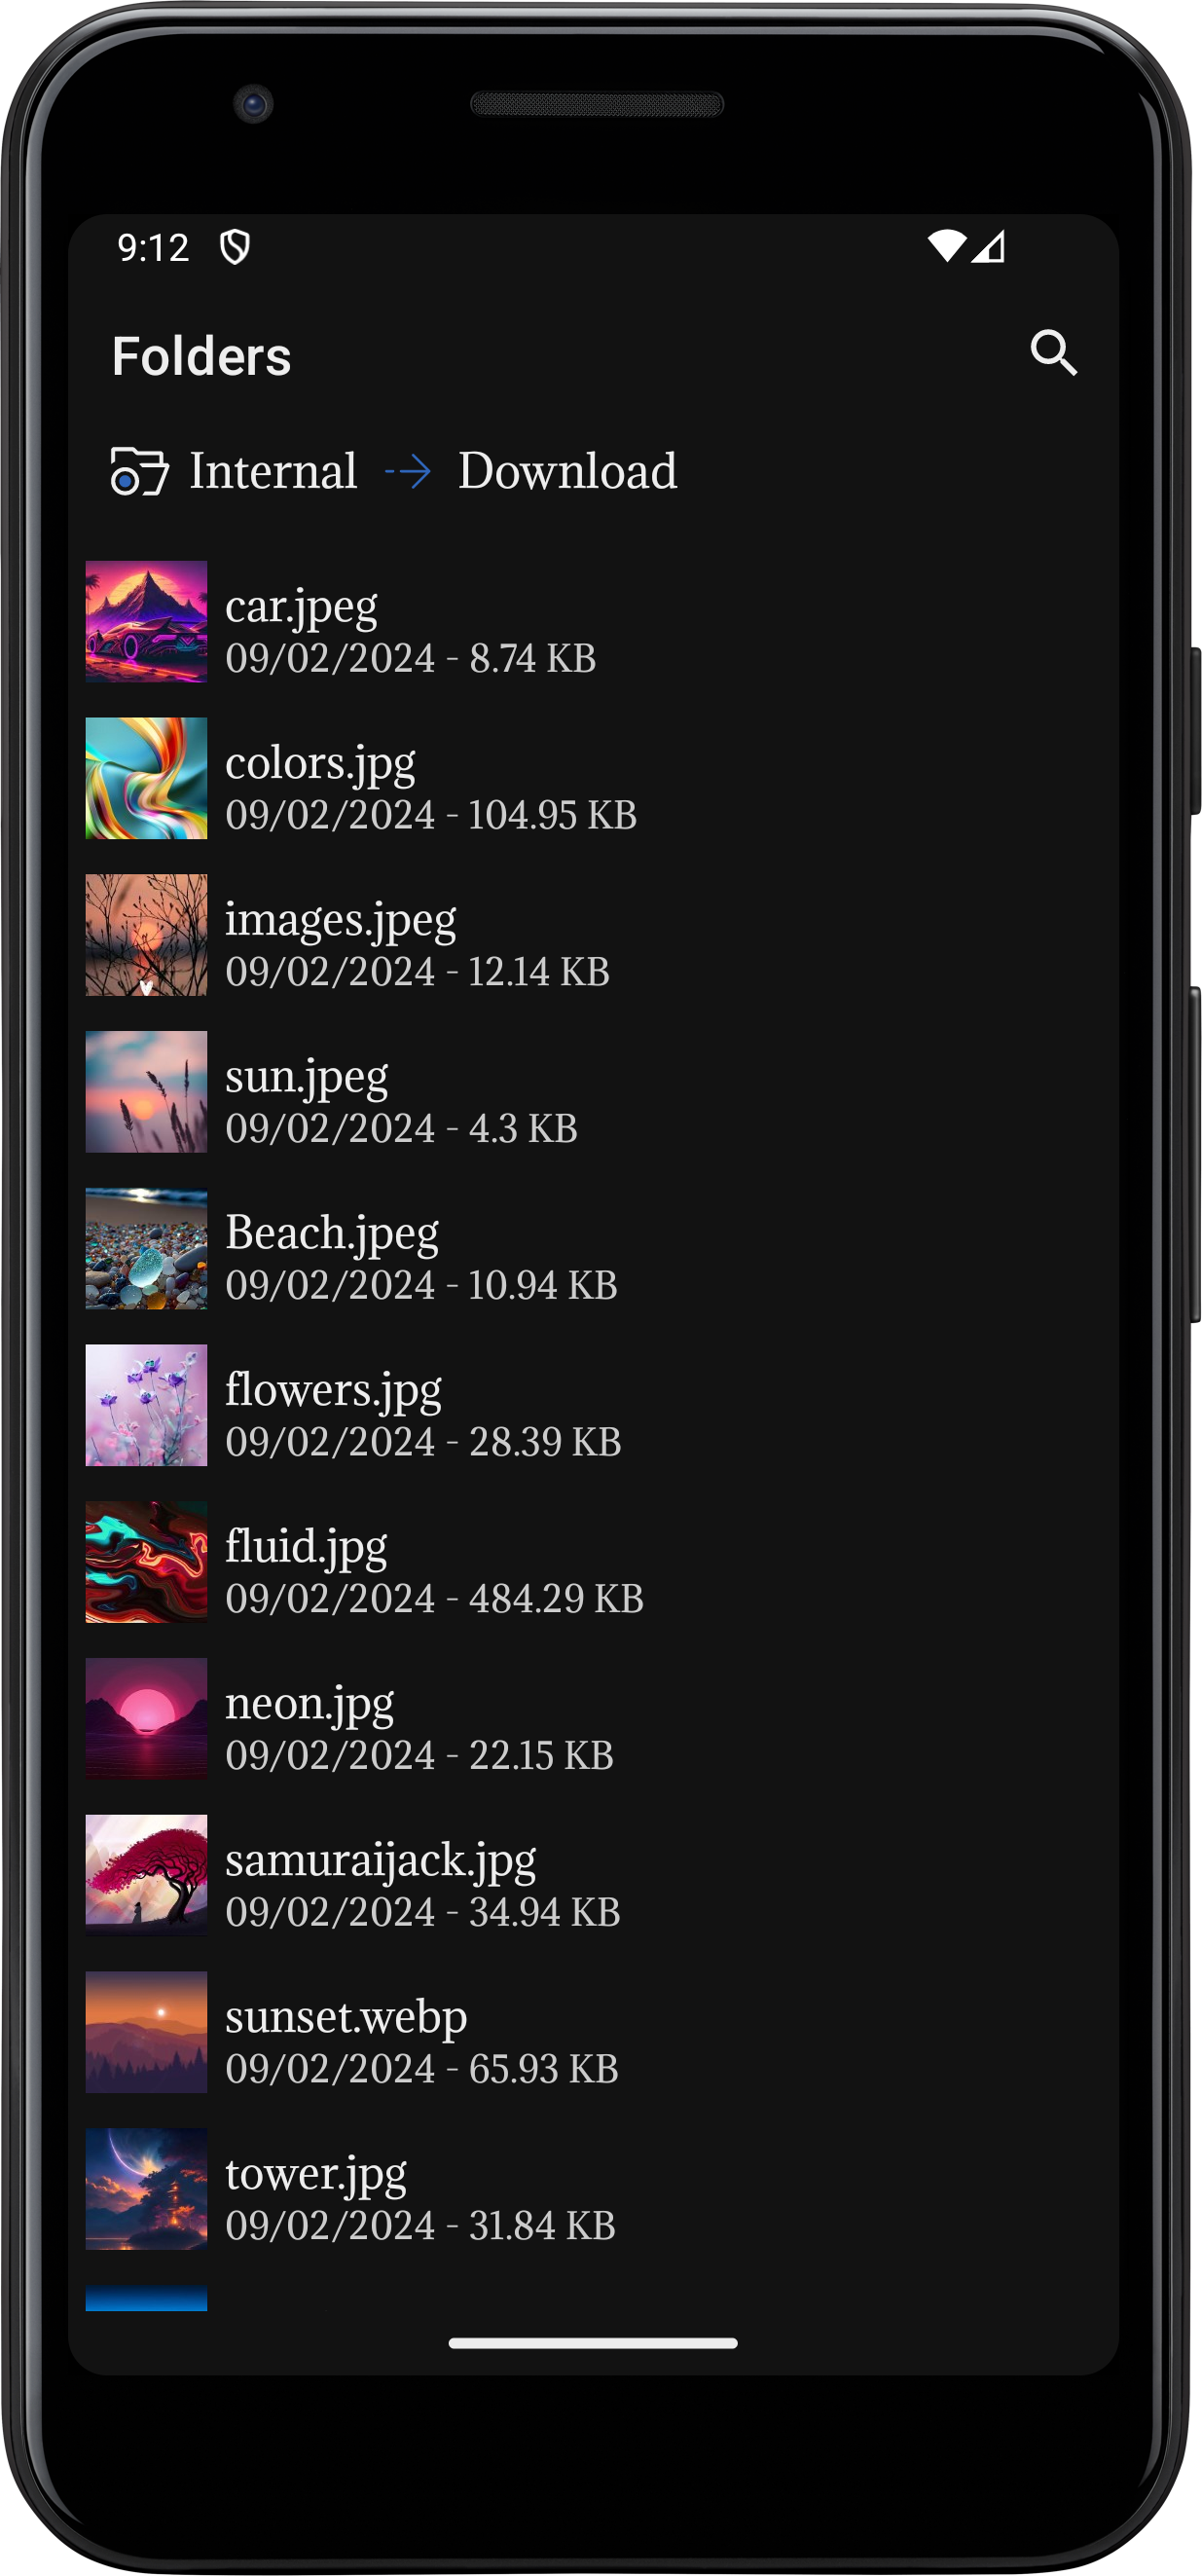 9:12
Folders
Internal Download
car.jpeg
09/02/2024 - 8.74 KB
colors.jpg
09/02/2024 - 104.95 KB
images.jpeg
09/02/2024 - 12.14 KB
sun.jpeg
09/02/2024 - 4.3 KB
Beach.jpeg
09/02/2024 - 10.94 KB
flowers.jpg
09/02/2024 - 28.39 KB
fluid.jpg
09/02/2024 - 484.29 KB
neon.jpg
09/02/2024 - 22.15 KB
samuraijack.jpg
09/02/2024 - 34.94 KB
sunset.webp
09/02/2024 - 65.93 KB
tower.jpg
09/02/2024 - 31.84 KB